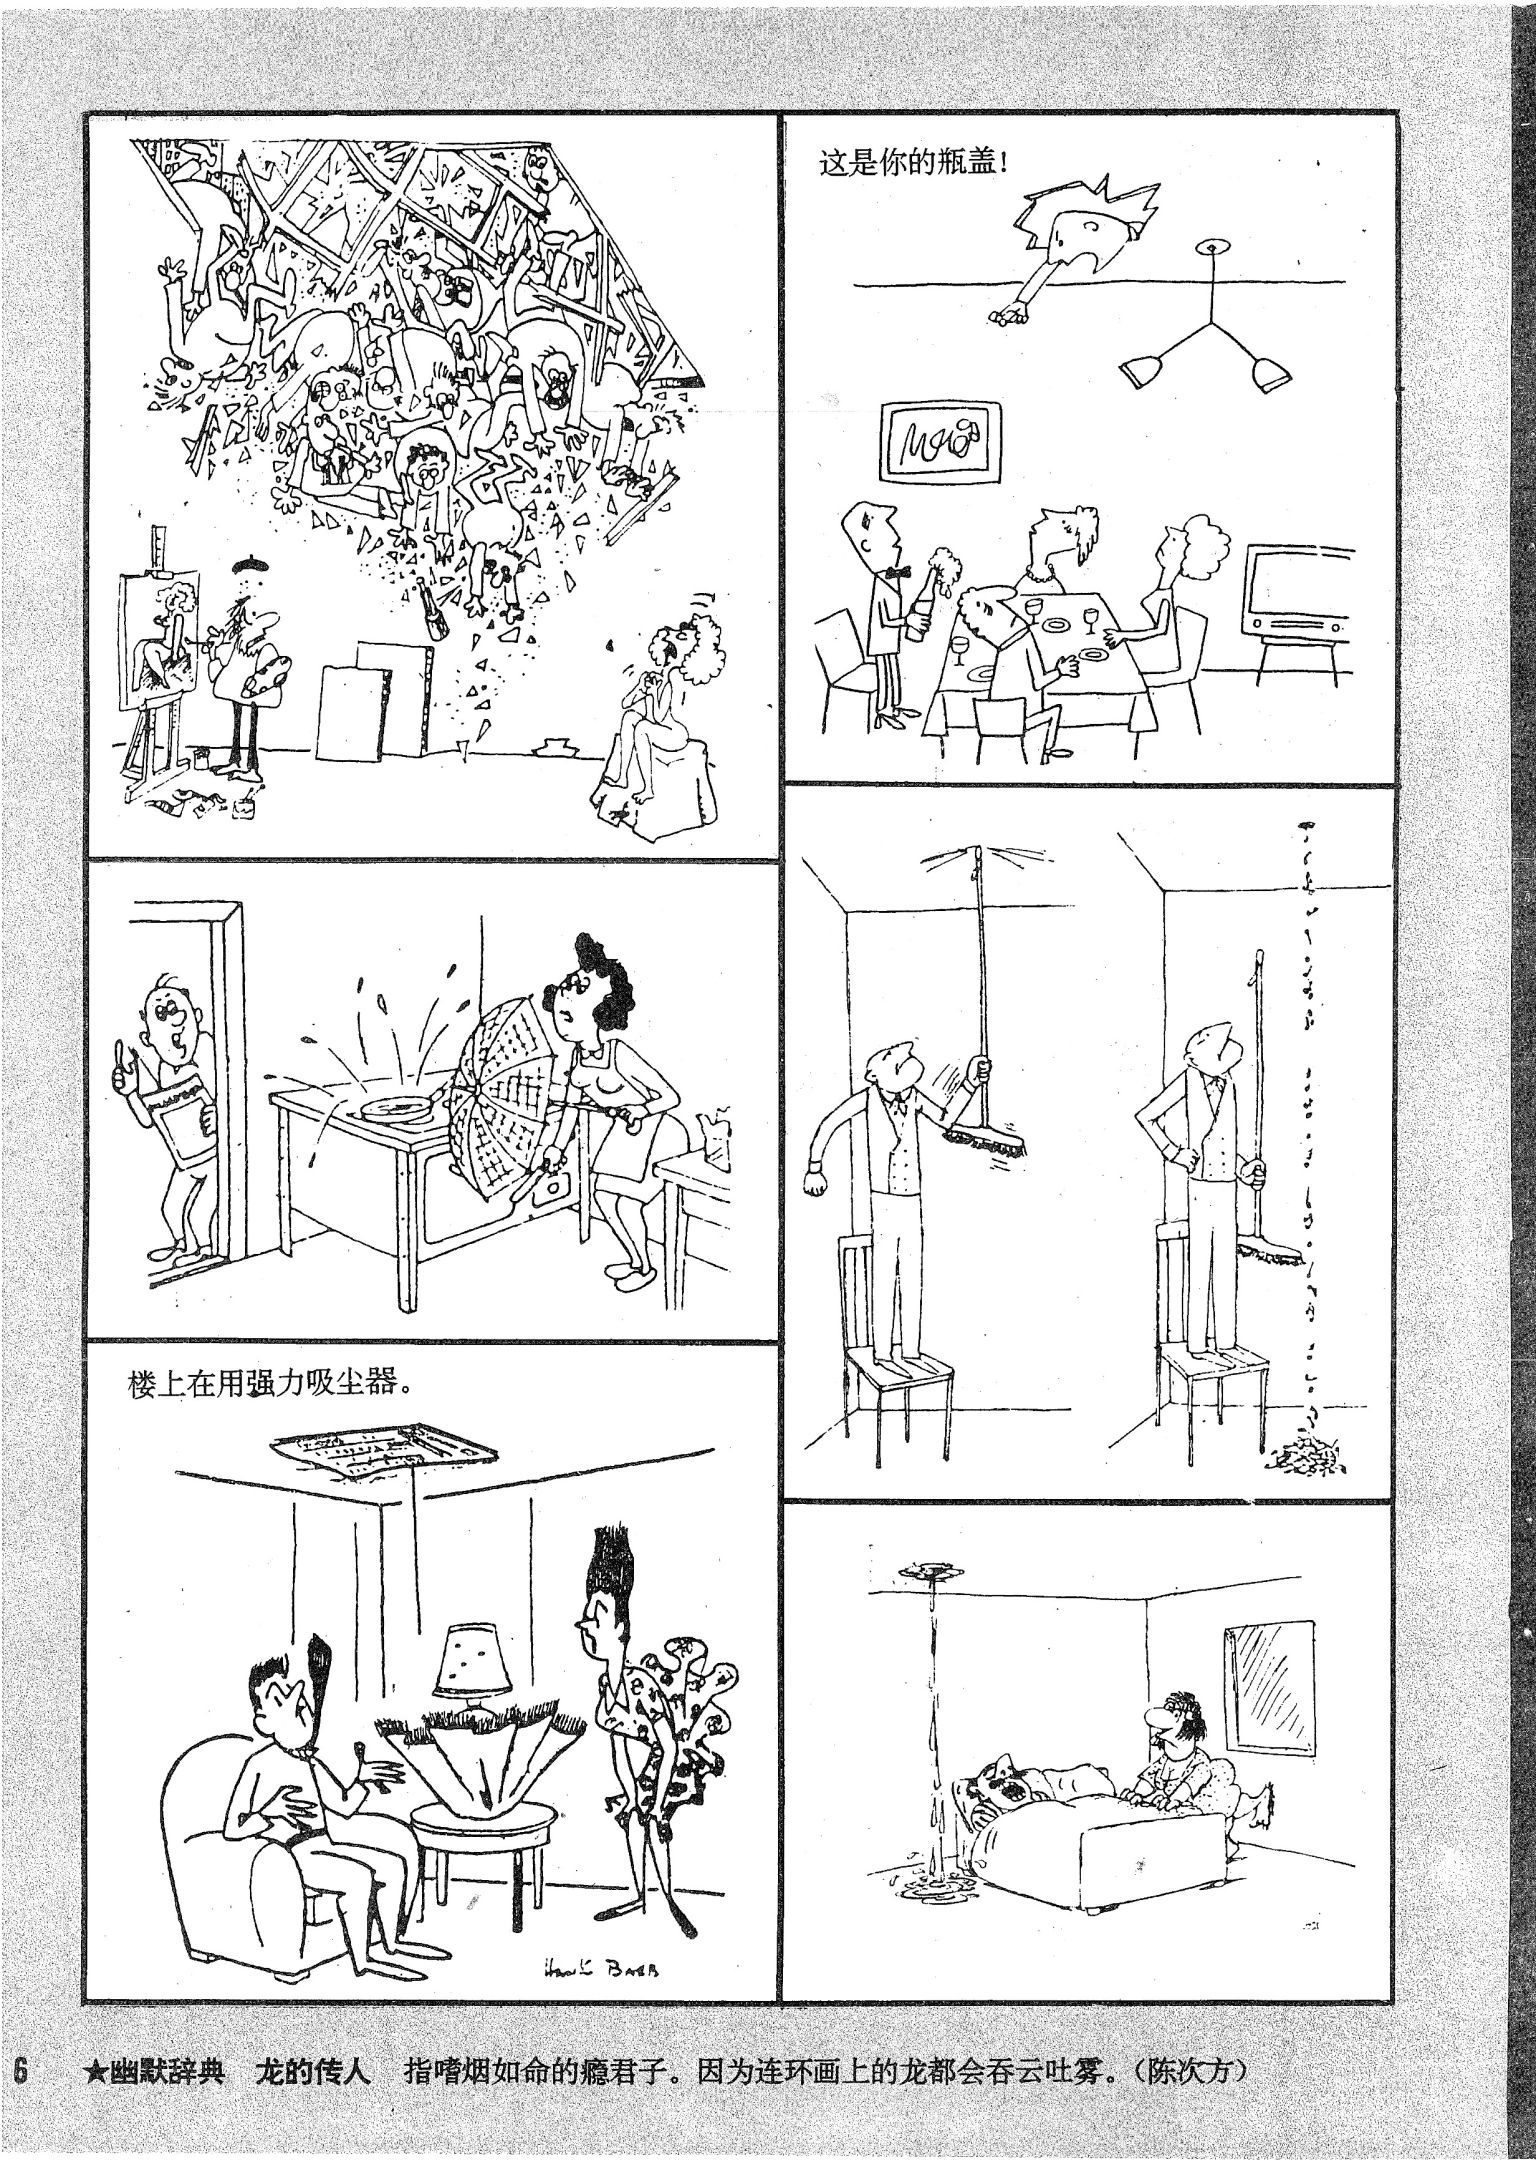 这是你的瓶盖!
楼上在用强力吸尘器。
6 ★幽默辞典 龙的传人 指嗜烟如命的瘾君子。因为连环画上的龙都会吞云吐雾。(陈次方)